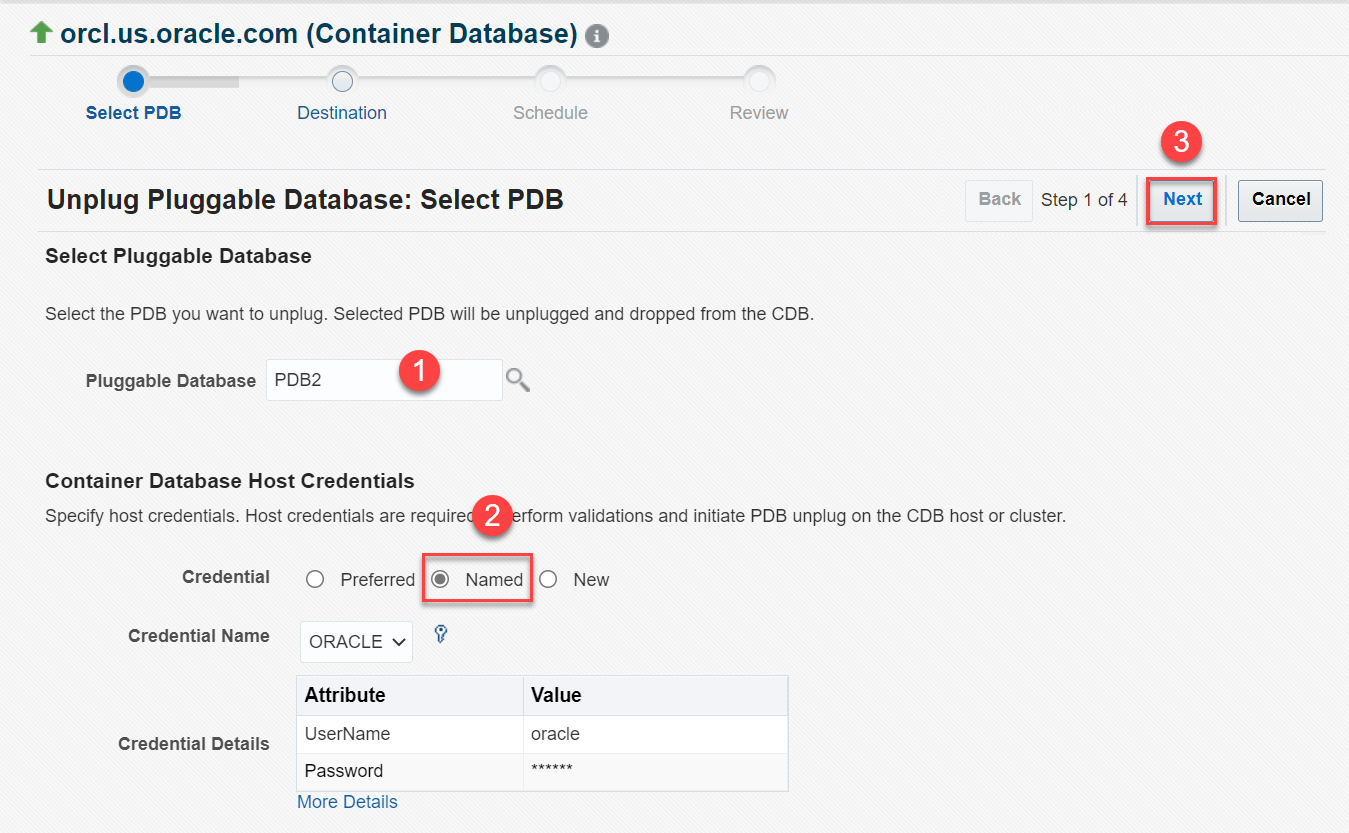 orcl.us.oracle.com (Container Database) i
Select PDB
Destination
Schedule
Review
3
Unplug Pluggable Database: Select PDB
Back
Step 1 of 4
Next
Cancel
Select Pluggable Database
Select the PDB you want to unplug. Selected PDB will be unplugged and dropped from the CDB.
Pluggable Database
PDB2
1
Container Database Host Credentials
Specify host credentials. Host credentials are required 2 erform validations and initiate PDB unplug on the CDB host or cluster.
Credential
Preferred
Named
New
Credential Name
ORACLE
Credential Details
Attribute Value
UserName oracle
Password ******
More Details